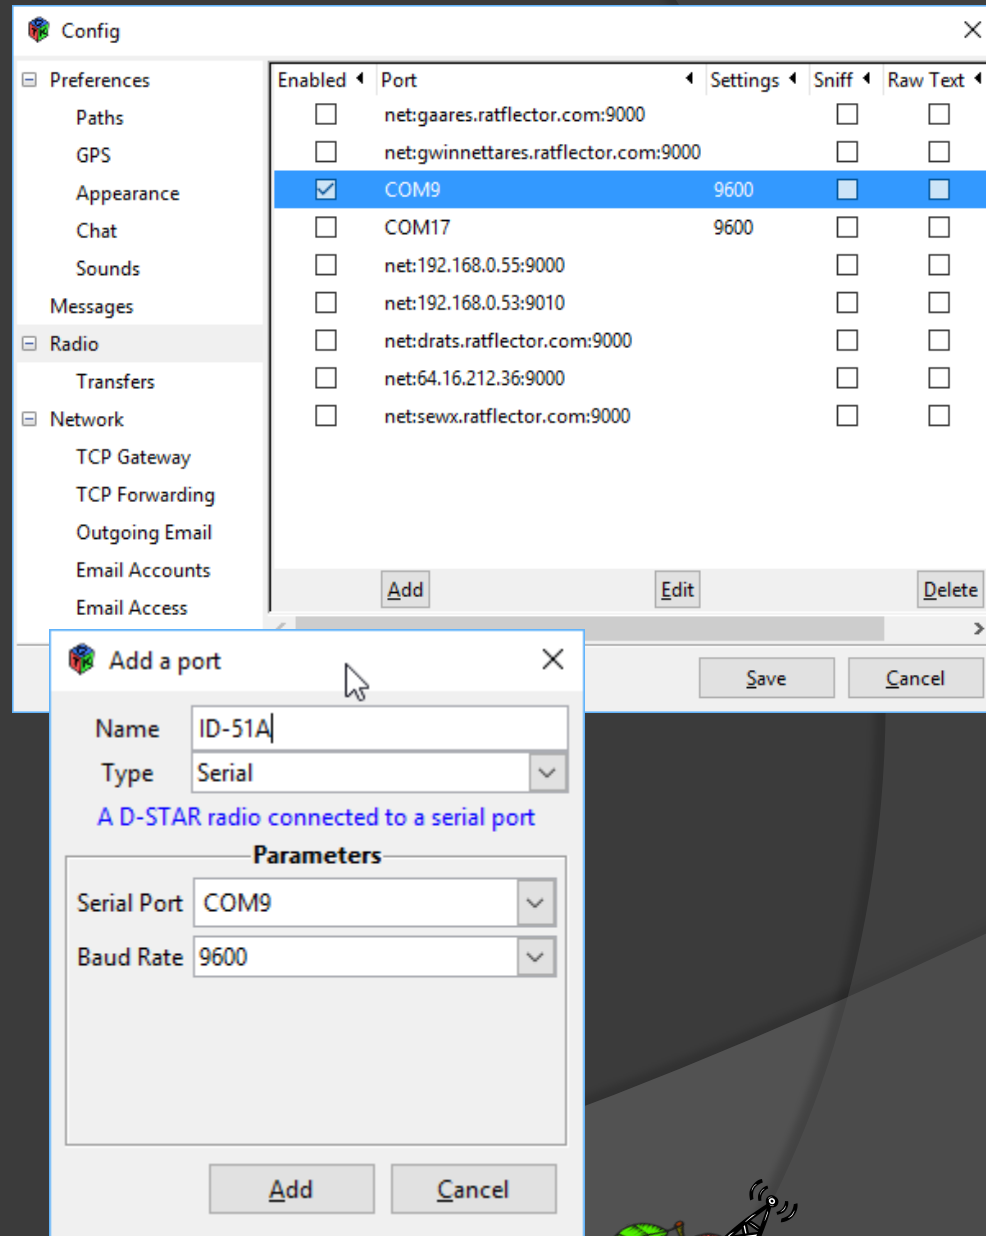 Config
Preferences
Paths
GPS
Appearance
Chat
Sounds
Messages
Radio
Transfers
Network
TCP Gateway
TCP Forwarding
Outgoing Email
Email Accounts
Email Access
Enabled Port Settings Sniff Raw Text
net:gaares.ratflector.com:9000
net:gwinnettares.ratflector.com:9000
COM9 9600
COM17 9600
net:192.168.0.55:9000
net:192.168.0.53:9010
net:drats.ratflector.com:9000
net:64.16.212.36:9000
net:sewx.ratflector.com:9000
Add Edit Delete
Save Cancel
Add a port
Name ID-51A
Type Serial
A D-STAR radio connected to a serial port
Parameters
Serial Port COM9
Baud Rate 9600
Add Cancel